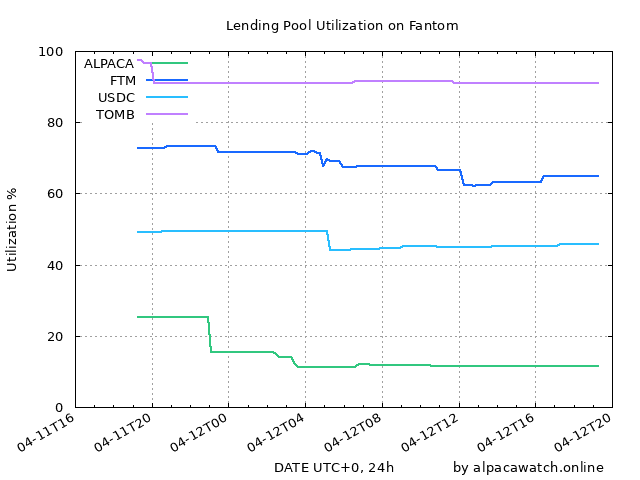 Lending Pool Utilization on Fantom
100
80
60
40
20
0
Utilization %
ALPACA
FTM
USDC
TOMB
04-11T16
04-11T20
04-12T00
04-12T04
04-12T08
04-12T12
04-12T16
04-12T20
DATE UTC+0, 24h
by alpacawatch.online